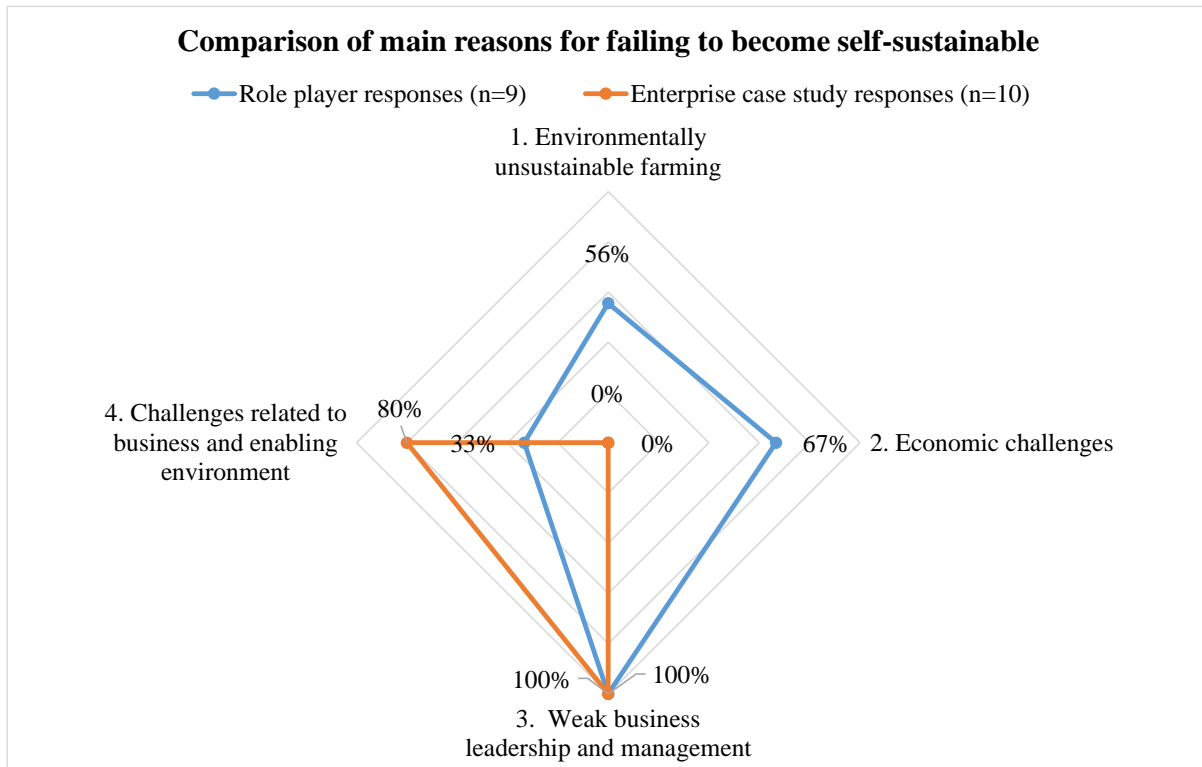 Comparison of main reasons for failing to become self-sustainable
Role player responses (n=9)
Enterprise case study responses (n=10)
1. Environmentally
unsustainable farming
56%
0%
4. Challenges related to
business and enabling
environment
80%
33%
0%
67%
2. Economic challenges
100%
100%
3. Weak business
leadership and management